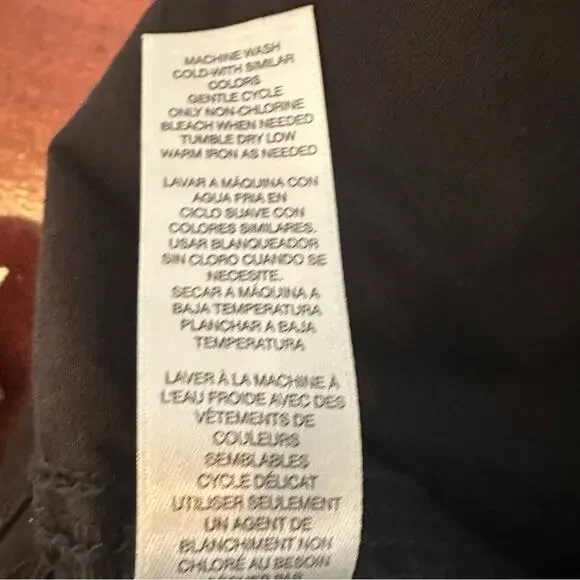 MACHINE WASH
COLD-WITH SIMILAR
COLORS
GENTLE CYCLE
ONLY NON-CHLORINE
BLEACH WHEN NEEDED
TUMBLE DRY LOW
WARM IRON AS NEEDED
LAVAR A MÁQUINA CON
AGUA FRIA EN
CICLO SUAVE CON
COLORES SIMILARES.
USAR BLANQUEADOR
SIN CLORO CUANDO SE
NECESITE.
SECAR A MÁQUINA A
BAJA TEMPERATURA
PLANCHAR A BAJA
TEMPERATURA
LAVER À LA MACHINE À
L'EAU FROIDE AVEC DES
VÊTEMENTS DE
COULEURS
SEMBLABLES
CYCLE DÉLICAT
UTILISER SEULEMENT
UN AGENT DE
BLANCHIMENT NON
CHLORÉ AU BESOIN